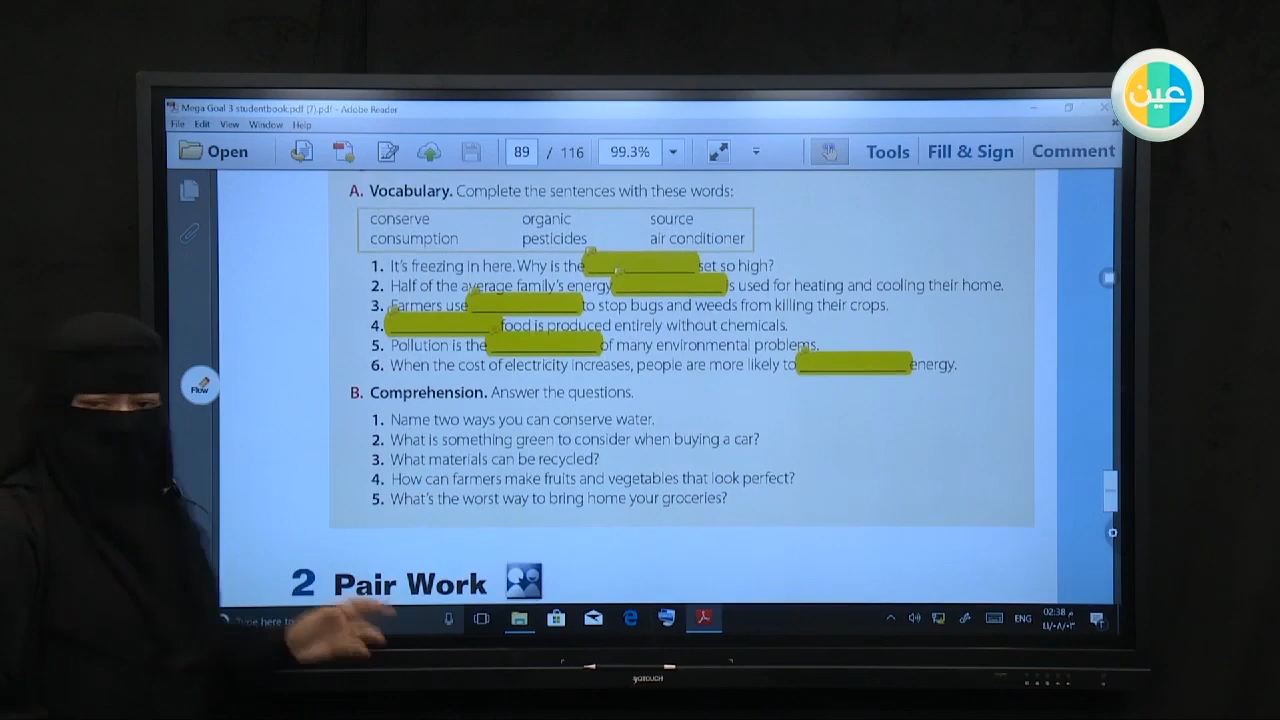 عين
Mega Goal 3 studentbook.pdf (7).pdf - Adobe Reader
File Edit View Window Help
Open 89 / 116 99.3% Tools Fill & Sign Comment
A. Vocabulary. Complete the sentences with these words:
conserve organic source
consumption pesticides air conditioner
1. It's freezing in here. Why is the set so high?
2. Half of the average family's energy s used for heating and cooling their home.
3. Farmers use to stop bugs and weeds from killing their crops.
4. food is produced entirely without chemicals.
5. Pollution is the of many environmental problems.
6. When the cost of electricity increases, people are more likely to energy.
Flow
B. Comprehension. Answer the questions.
1. Name two ways you can conserve water.
2. What is something green to consider when buying a car?
3. What materials can be recycled?
4. How can farmers make fruits and vegetables that look perfect?
5. What's the worst way to bring home your groceries?
2 Pair Work
Type here to
ENG
02:38 م
٤١/٠٨/٠٣